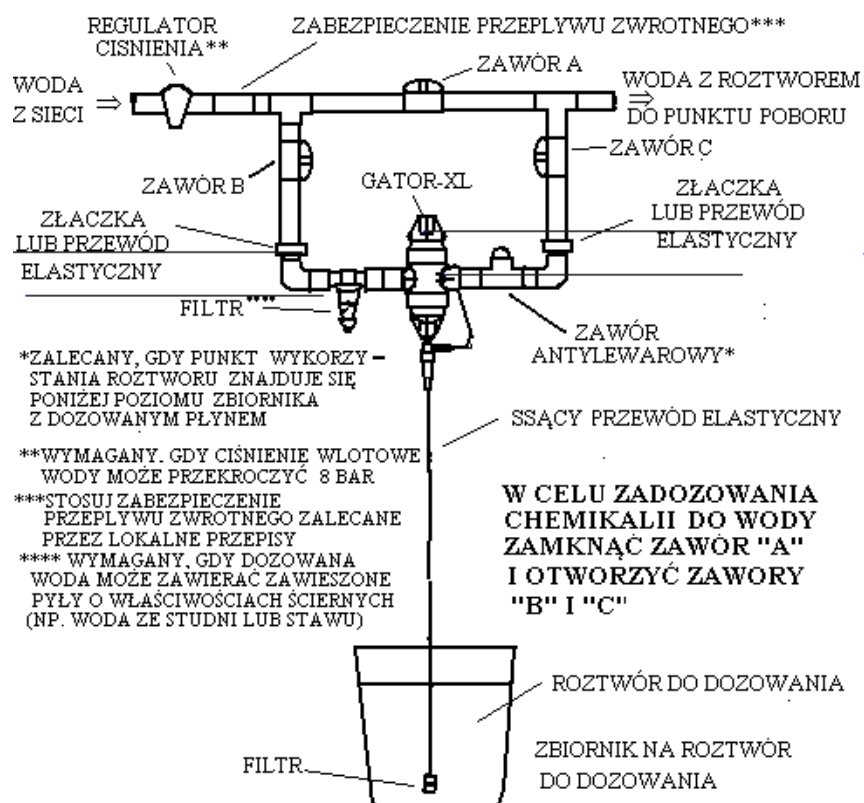 REGULATOR
CISNIENIA**
ZABEZPIECZENIE PRZEPLYWU ZWROTNEGO***
WODA
Z SIECI ⇒
ZAWÓR A
WODA Z ROZTWOREM
DO PUNKTU POBORU
ZAWÓR B
GATOR-XL
ZAWÓR C
ZŁACZKA
LUB PRZEWÓD
ELASTYCZNY
ZŁACZKA
LUB PRZEWÓD
ELASTYCZNY
FILTR****
ZAWÓR
ANTYLEWAROWY*
*ZALECANY, GDY PUNKT WYKORZY –
STANIA ROZTWORU ZNAJDUJE SIĘ
PONIŻEJ POZIOMU ZBIORNIKA
Z DOZOWANYM PŁYNEM
SSĄCY PRZEWÓD ELASTYCZNY
**WYMAGANY, GDY CIŚNIENIE WLOTOWE
WODY MOŻE PRZEKROCZYĆ 8 BAR
***STOSUJ ZABEZPIECZENIE
PRZEPLYWU ZWROTNEGO ZALECANE
PRZEZ LOKALNE PRZEPISY
**** WYMAGANY, GDY DOZOWANA
WODA MOŻE ZAWIERAĆ ZAWIESZONE
PYŁY O WŁAŚCIWOŚCIACH ŚCIERNYCH
(NP. WODA ZE STUDNI LUB STAWU)
W CELU ZADOZOWANIA
CHEMIKALII DO WODY
ZAMKNĄĆ ZAWÓR "A"
I OTWORZYĆ ZAWORY
"B" I "C"
ROZTWÓR DO DOZOWANIA
FILTR
ZBIORNIK NA ROZTWÓR
DO DOZOWANIA